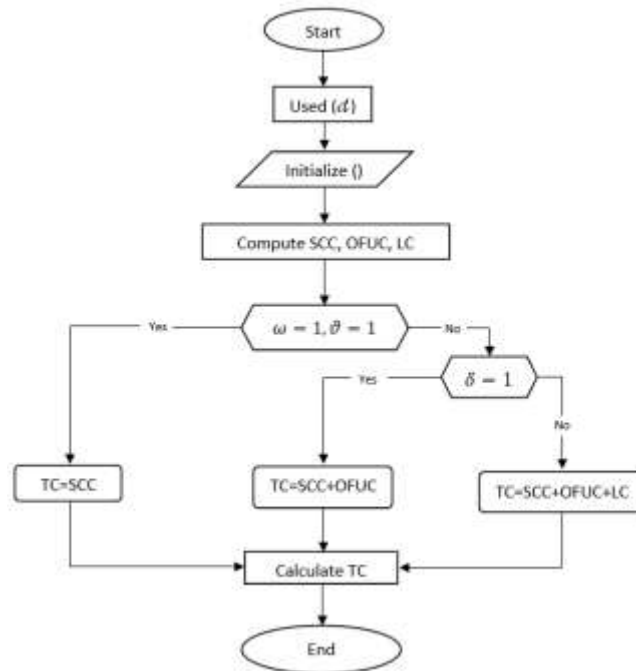 Start
Used (d)
Initialize ()
Compute SCC, OFUC, LC
Yes
ω = 1, ϑ = 1
No
Yes
δ = 1
No
TC=SCC
TC=SCC+OFUC
TC=SCC+OFUC+LC
Calculate TC
End